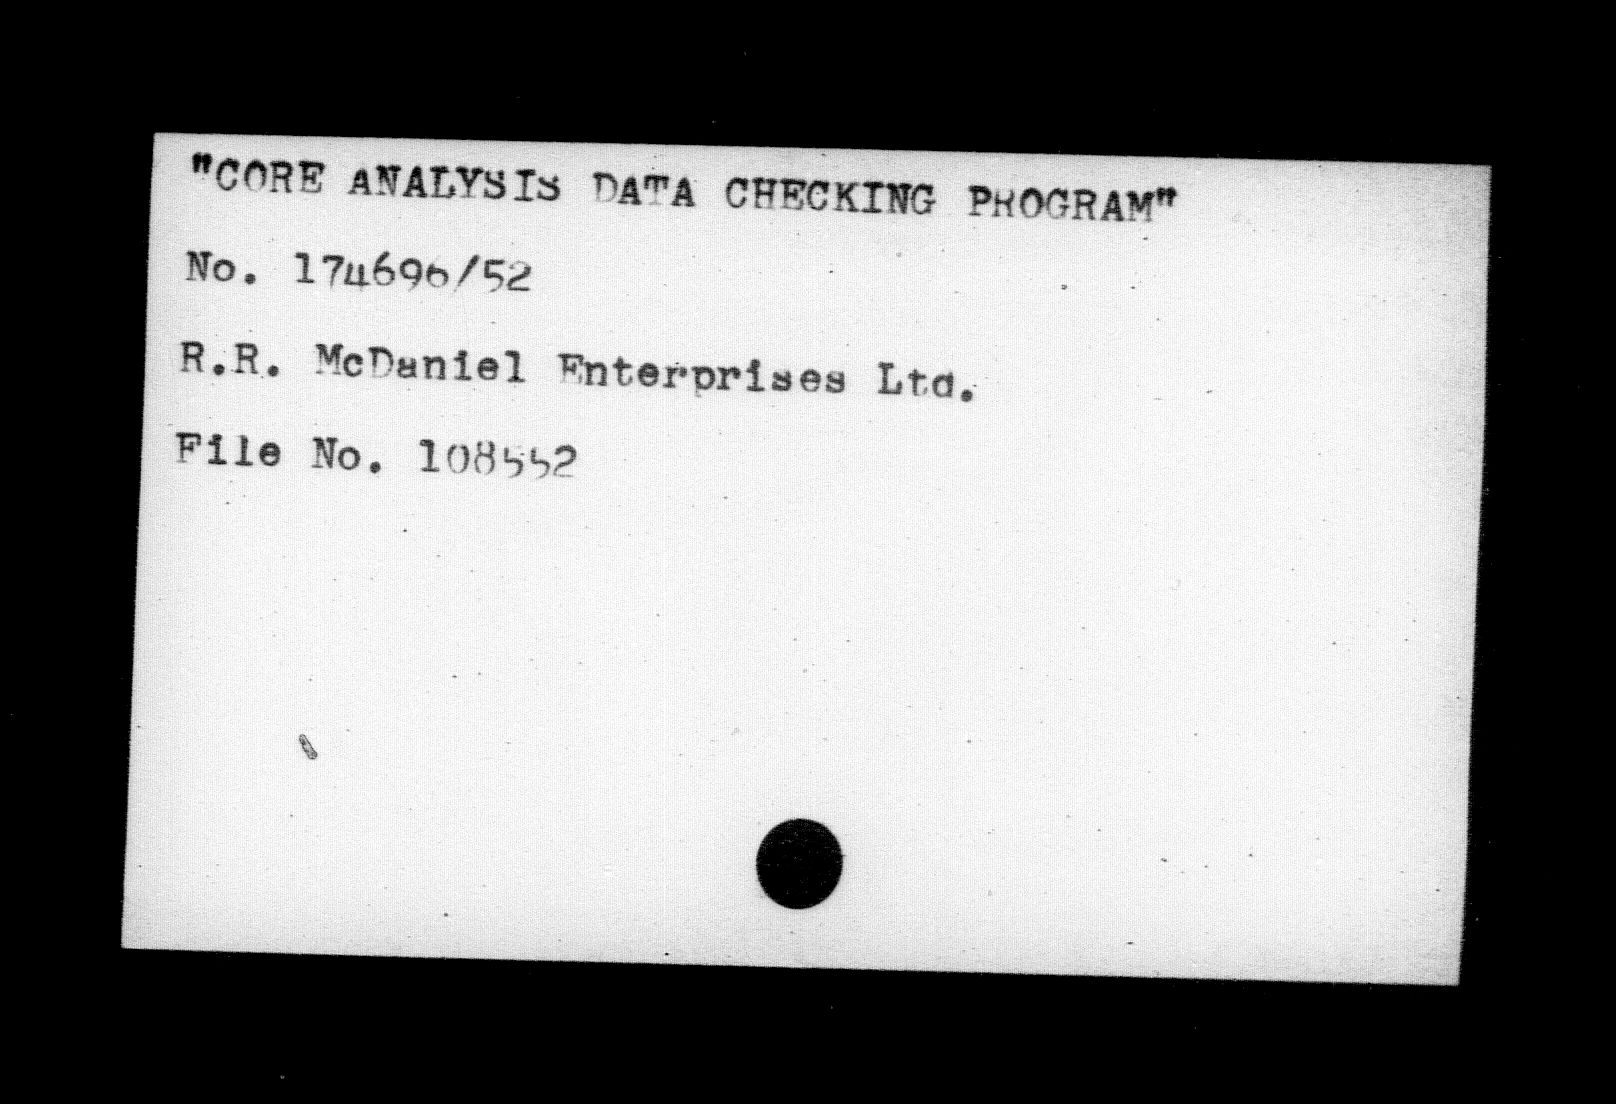 "CORE ANALYSIS DATA CHECKING PROGRAM"
No. 174696/52
R.R. McDaniel Enterprises Ltd.
File No. 108552